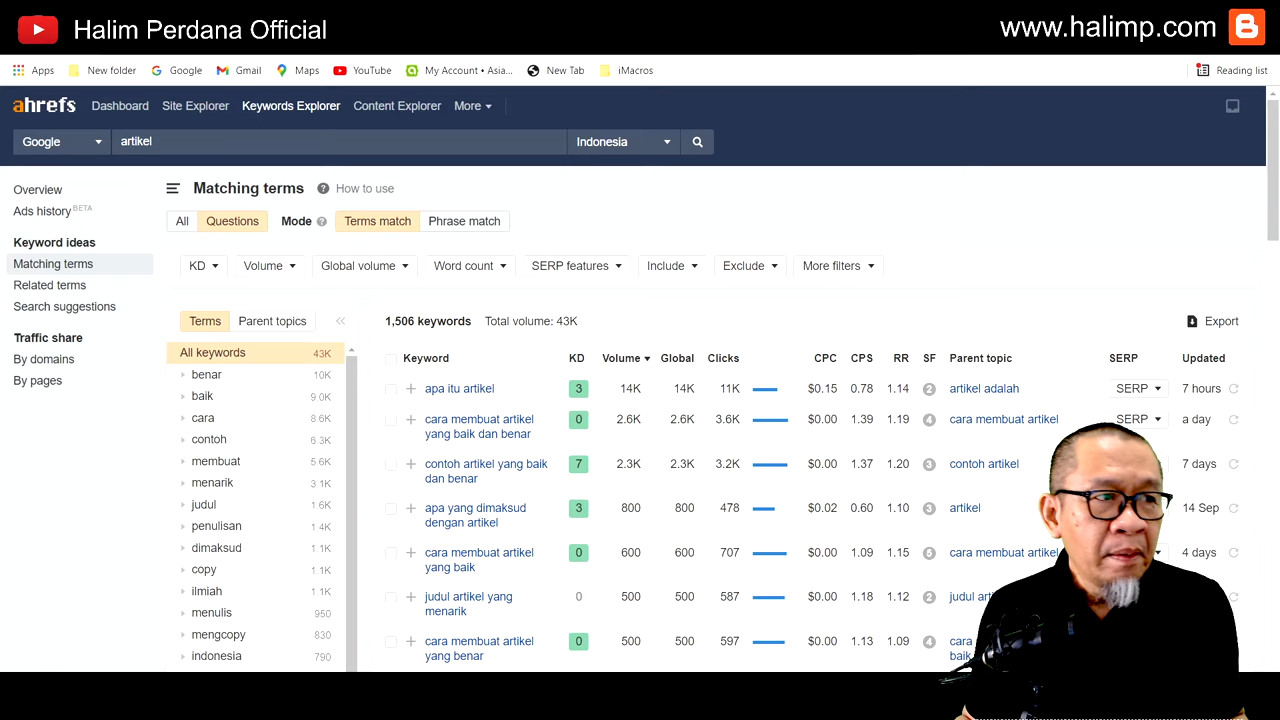 Halim Perdana Official
www.halimp.com
Apps New folder Google Gmail Maps YouTube My Account - Asia... New Tab iMacros Reading list
ahrefs Dashboard Site Explorer Keywords Explorer Content Explorer More
Google artikel Indonesia
Overview
Ads history BETA
Keyword ideas
Matching terms
Related terms
Search suggestions
Traffic share
By domains
By pages
Matching terms ? How to use
All Questions Mode ? Terms match Phrase match
KD Volume Global volume Word count SERP features Include Exclude More filters
Terms Parent topics
All keywords 43K
benar 10K
baik 9.0K
cara 8.6K
contoh 6.3K
membuat 5.6K
menarik 3.1K
judul 1.6K
penulisan 1.4K
dimaksud 1.1K
copy 1.1K
ilmiah 1.1K
menulis 950
mengcopy 830
indonesia 790
1,506 keywords Total volume: 43K Export
Keyword KD Volume Global Clicks CPC CPS RR SF Parent topic SERP Updated
apa itu artikel 3 14K 14K 11K $0.15 0.78 1.14 2 artikel adalah SERP 7 hours
cara membuat artikel 0 2.6K 2.6K 3.6K $0.00 1.39 1.19 4 cara membuat artikel SERP a day
yang baik dan benar
contoh artikel yang baik 7 2.3K 2.3K 3.2K $0.00 1.37 1.20 3 contoh artikel 7 days
dan benar
apa yang dimaksud 3 800 800 478 $0.02 0.60 1.10 3 artikel 14 Sep
dengan artikel
cara membuat artikel 0 600 600 707 $0.00 1.09 1.15 5 cara membuat artikel 4 days
yang baik
judul artikel yang 0 500 500 587 $0.00 1.18 1.12 2 judul
menarik
cara membuat artikel 0 500 500 597 $0.00 1.13 1.09 4 cara
yang benar baik